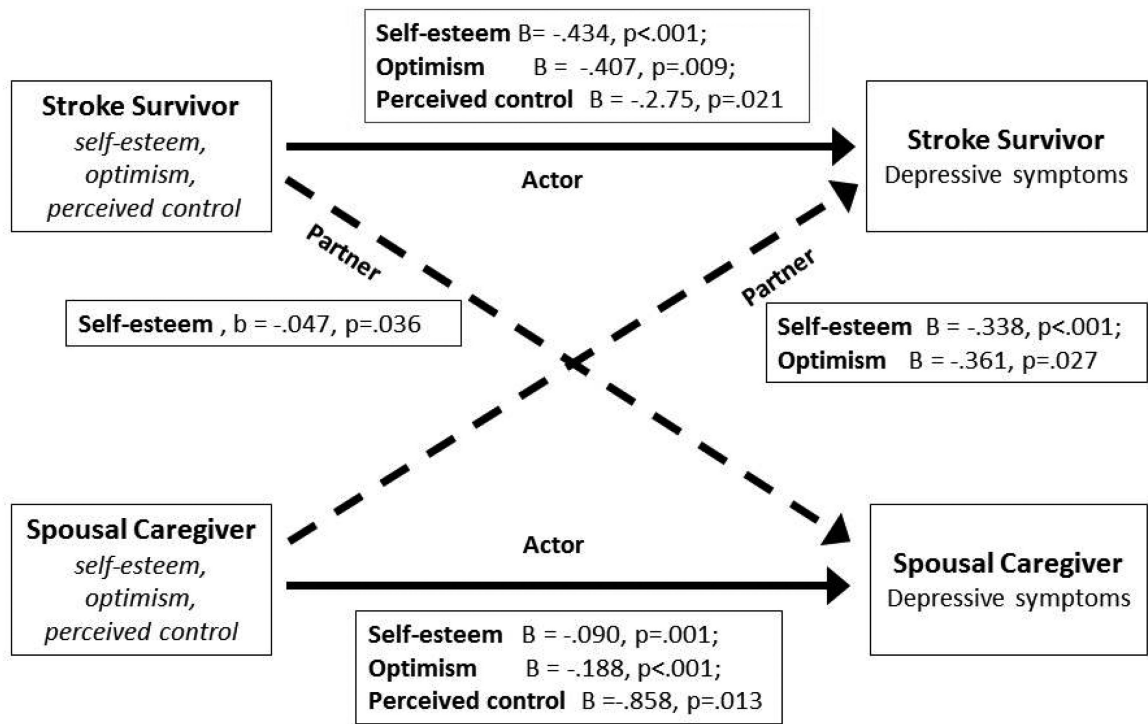 Self-esteem B= -.434, p<.001;
Optimism B = -.407, p=.009;
Perceived control B = -.2.75, p=.021
Stroke Survivor
self-esteem,
optimism,
perceived control
Actor
Stroke Survivor
Depressive symptoms
Partner
Partner
Self-esteem , b = -.047, p=.036
Self-esteem B = -.338, p<.001;
Optimism B = -.361, p=.027
Spousal Caregiver
self-esteem,
optimism,
perceived control
Actor
Spousal Caregiver
Depressive symptoms
Self-esteem B = -.090, p=.001;
Optimism B = -.188, p<.001;
Perceived control B =-.858, p=.013